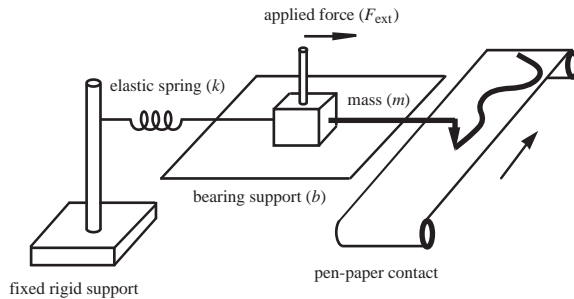 applied force (F_ext)
elastic spring (k)
mass (m)
bearing support (b)
fixed rigid support
pen-paper contact